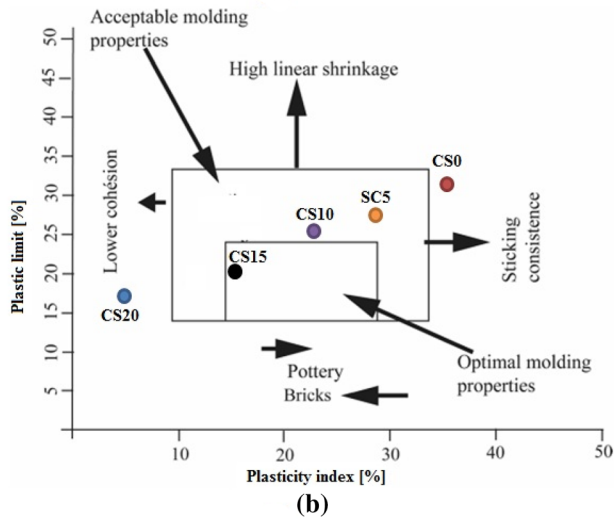 Acceptable molding
properties
High linear shrinkage
CS0
SC5
CS10
CS15
CS20
Lower cohésion
Sticking
consistence
Optimal molding
properties
Pottery
Bricks
Plastic limit [%]
50
45
40
35
30
25
20
15
10
5
10
20
30
40
50
Plasticity index [%]
(b)